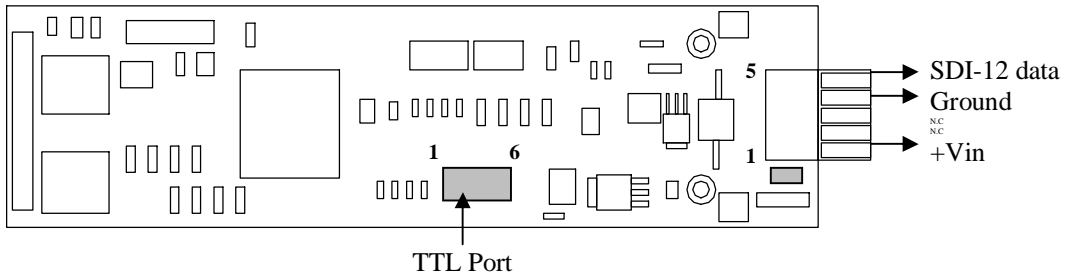 5
SDI-12 data
Ground
N.C
N.C
1
+Vin
1 6
TTL Port